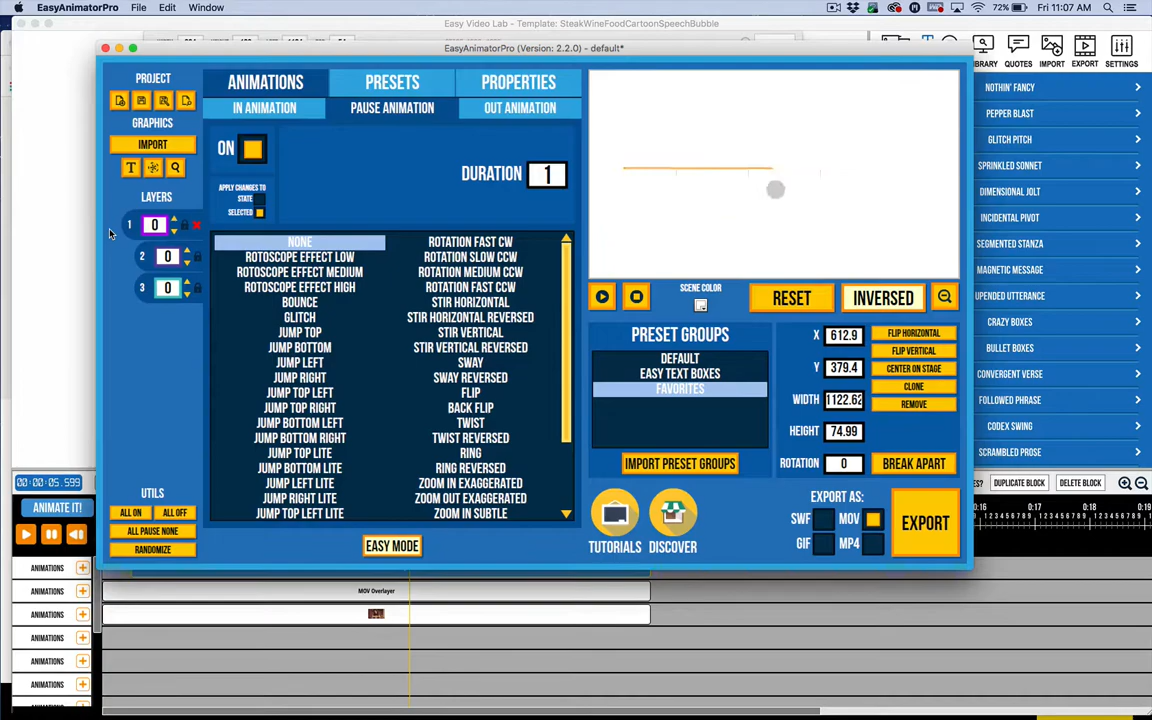 EasyAnimatorPro File Edit Window
72% Fri 11:07 AM
Easy Video Lab - Template: SteakWineFoodCartoonSpeechBubble
EasyAnimatorPro (Version: 2.2.0) - default*
LIBRARY QUOTES IMPORT EXPORT SETTINGS
PROJECT
GRAPHICS
IMPORT
T
LAYERS
1 0
2 0
3 0
UTILS
ALL ON ALL OFF
ALL PAUSE NONE
RANDOMIZE
ANIMATIONS PRESETS PROPERTIES
IN ANIMATION PAUSE ANIMATION OUT ANIMATION
ON
DURATION 1
APPLY CHANGES TO
STATE
SELECTED
NONE ROTATION FAST CW
ROTOSCOPE EFFECT LOW ROTATION SLOW CCW
ROTOSCOPE EFFECT MEDIUM ROTATION MEDIUM CCW
ROTOSCOPE EFFECT HIGH ROTATION FAST CCW
BOUNCE STIR HORIZONTAL
GLITCH STIR HORIZONTAL REVERSED
JUMP TOP STIR VERTICAL
JUMP BOTTOM STIR VERTICAL REVERSED
JUMP LEFT SWAY
JUMP RIGHT SWAY REVERSED
JUMP TOP LEFT FLIP
JUMP TOP RIGHT BACK FLIP
JUMP BOTTOM LEFT TWIST
JUMP BOTTOM RIGHT TWIST REVERSED
JUMP TOP LITE RING
JUMP BOTTOM LITE RING REVERSED
JUMP LEFT LITE ZOOM IN EXAGGERATED
JUMP RIGHT LITE ZOOM OUT EXAGGERATED
JUMP TOP LEFT LITE ZOOM IN SUBTLE
EASY MODE
SCENE COLOR
RESET INVERSED
PRESET GROUPS
DEFAULT
EASY TEXT BOXES
FAVORITES
IMPORT PRESET GROUPS
X 612.9
Y 379.4
WIDTH 1122.62
HEIGHT 74.99
ROTATION 0
FLIP HORIZONTAL
FLIP VERTICAL
CENTER ON STAGE
CLONE
REMOVE
BREAK APART
TUTORIALS DISCOVER
EXPORT AS:
SWF MOV
GIF MP4
EXPORT
NOTHIN' FANCY
PEPPER BLAST
GLITCH PITCH
SPRINKLED SONNET
DIMENSIONAL JOLT
INCIDENTAL PIVOT
SEGMENTED STANZA
MAGNETIC MESSAGE
UPENDED UTTERANCE
CRAZY BOXES
BULLET BOXES
CONVERGENT VERSE
FOLLOWED PHRASE
CODEX SWING
SCRAMBLED PROSE
DUPLICATE BLOCK DELETE BLOCK
00:00:05.599
ANIMATE IT!
0:16 0:17 0:18 0:19
ANIMATIONS
ANIMATIONS MOV Overlayer
ANIMATIONS
ANIMATIONS
ANIMATIONS
ANIMATIONS
ANIMATIONS